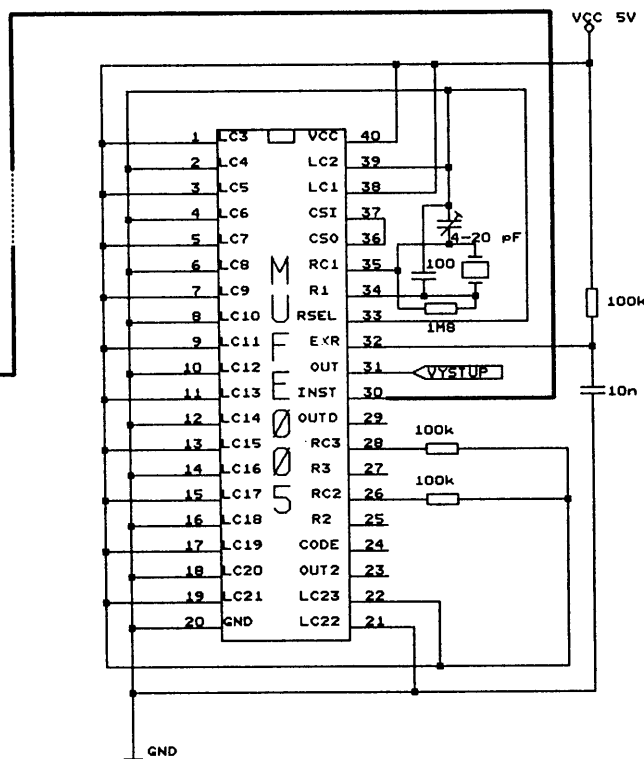 VCC 5V
1 LC3 VCC 40
2 LC4 LC2 39
3 LC5 LC1 38
4 LC6 CSI 37
5 LC7 CSO 36
4-20 pF
6 LC8 RC1 35
100
7 LC9 R1 34
8 LC10 RSEL 33
1M8
100k
9 LC11 EXR 32
10 LC12 OUT 31
VYSTUP
11 LC13 INST 30
10n
12 LC14 OUTD 29
13 LC15 RC3 28
100k
14 LC16 R3 27
15 LC17 RC2 26
100k
16 LC18 R2 25
17 LC19 CODE 24
18 LC20 OUT2 23
19 LC21 LC23 22
20 GND LC22 21
MUFE005
GND